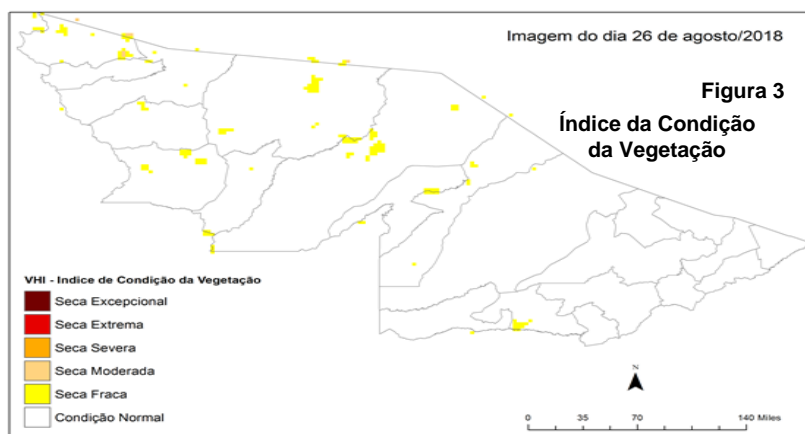 Imagem do dia 26 de agosto/2018
Figura 3
Índice da Condição
da Vegetação
VHI - Indice de Condição da Vegetação
Seca Excepcional
Seca Extrema
Seca Severa
Seca Moderada
Seca Fraca
Condição Normal
N
0 35 70 140 Miles